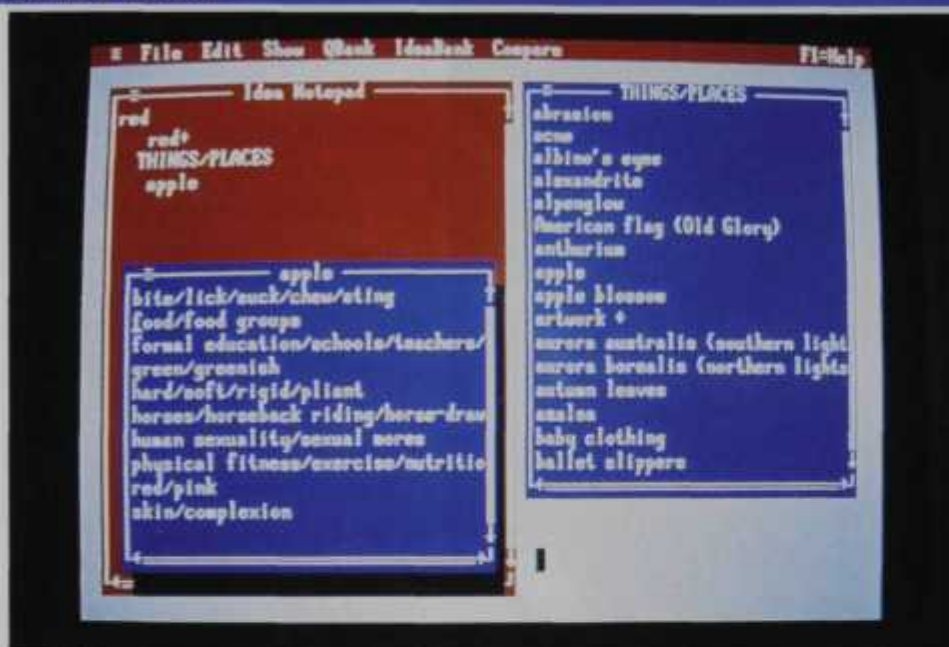 ≡ File Edit Show QBank IdeaBank Compare F1=Help
Idea Notepad
red
red+
THINGS/PLACES
apple
apple
bite/lick/suck/chew/sting
food/food groups
formal education/schools/teachers/
green/greenish
hard/soft/rigid/pliant
horses/horseback riding/horse-draw
human sexuality/sexual mores
physical fitness/exercise/nutritio
red/pink
skin/complexion
THINGS/PLACES
abrasion
acne
albino's eyes
alexandrite
alpenglow
American flag (Old Glory)
anthurium
apple
apple blossom
artwork +
aurora australis (southern light
aurora borealis (northern lights
autumn leaves
azalea
baby clothing
ballet slippers